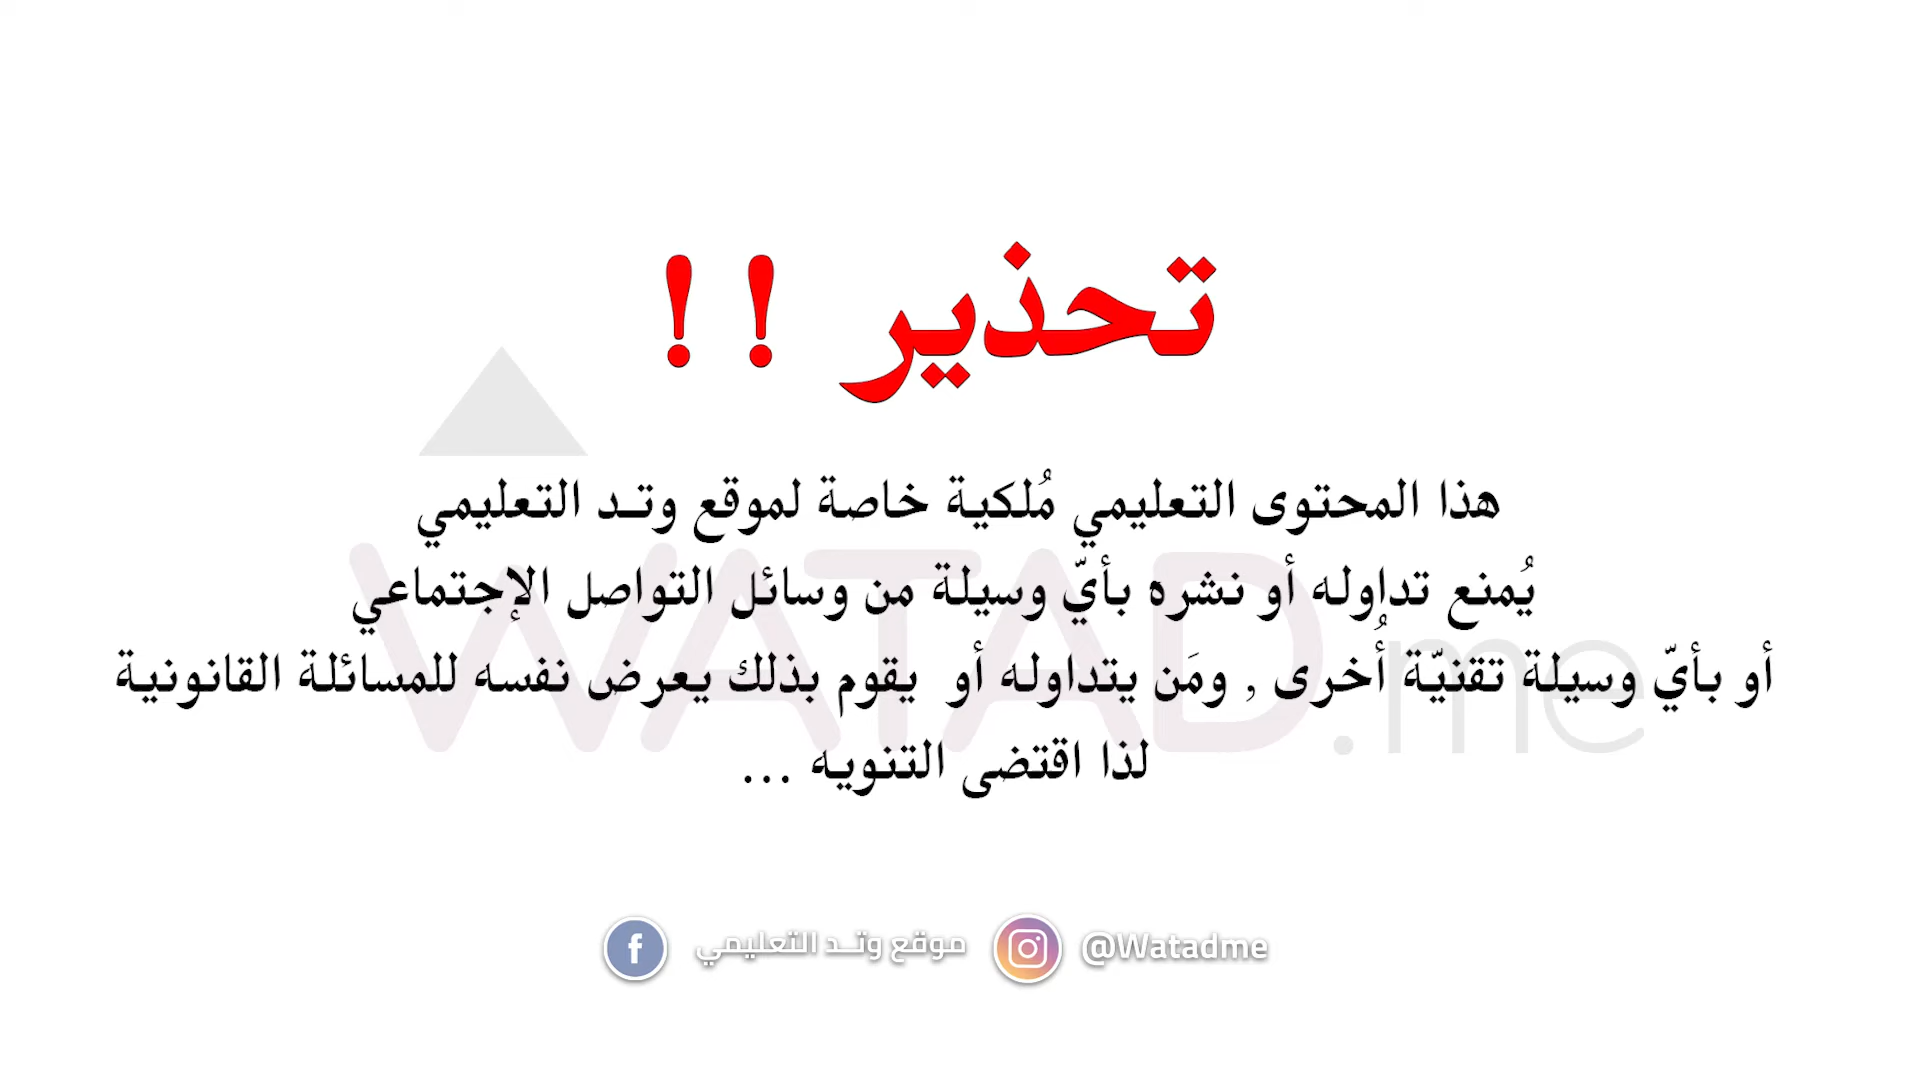 تحذير !!
هذا المحتوى التعليمي مُلكية خاصة لموقع وتـد التعليمي
يُمنع تداوله أو نشره بأيّ وسيلة من وسائل التواصل الإجتماعي
أو بأيّ وسيلة تقنيّة أُخرى , ومَن يتداوله أو يقوم بذلك يعرض نفسه للمسائلة القانونية
لذا اقتضى التنويه ...
WATAD.me
موقع وتـد التعليمي @Watadme